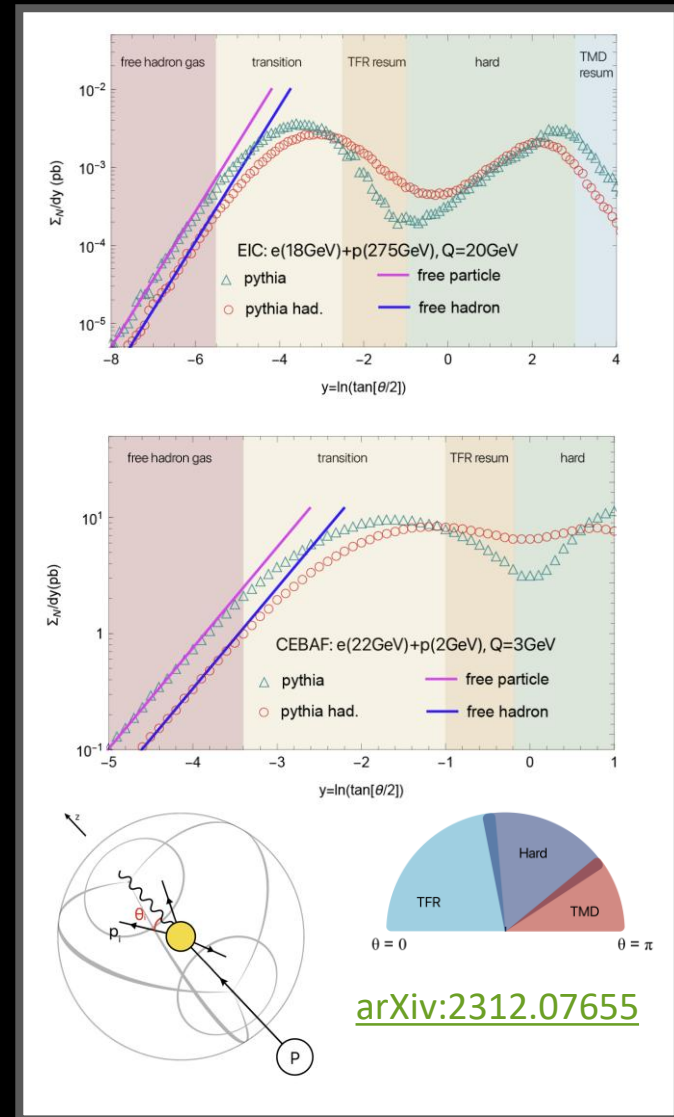 free hadron gas transition TFR resum hard TMD
resum
10⁻²
10⁻³
10⁻⁴
10⁻⁵
Σ_N/dy (pb)
EIC: e(18GeV)+p(275GeV), Q=20GeV
pythia free particle
pythia had. free hadron
−8 −6 −4 −2 0 2 4
y=ln(tan[θ/2])
free hadron gas transition TFR resum hard
10¹
1
10⁻¹
Σ_N/dy(pb)
CEBAF: e(22GeV)+p(2GeV), Q=3GeV
pythia free particle
pythia had. free hadron
−5 −4 −3 −2 −1 0 1
y=ln(tan[θ/2])
z
θ
p_i
P
Hard
TFR
TMD
θ = 0 θ = π
arXiv:2312.07655